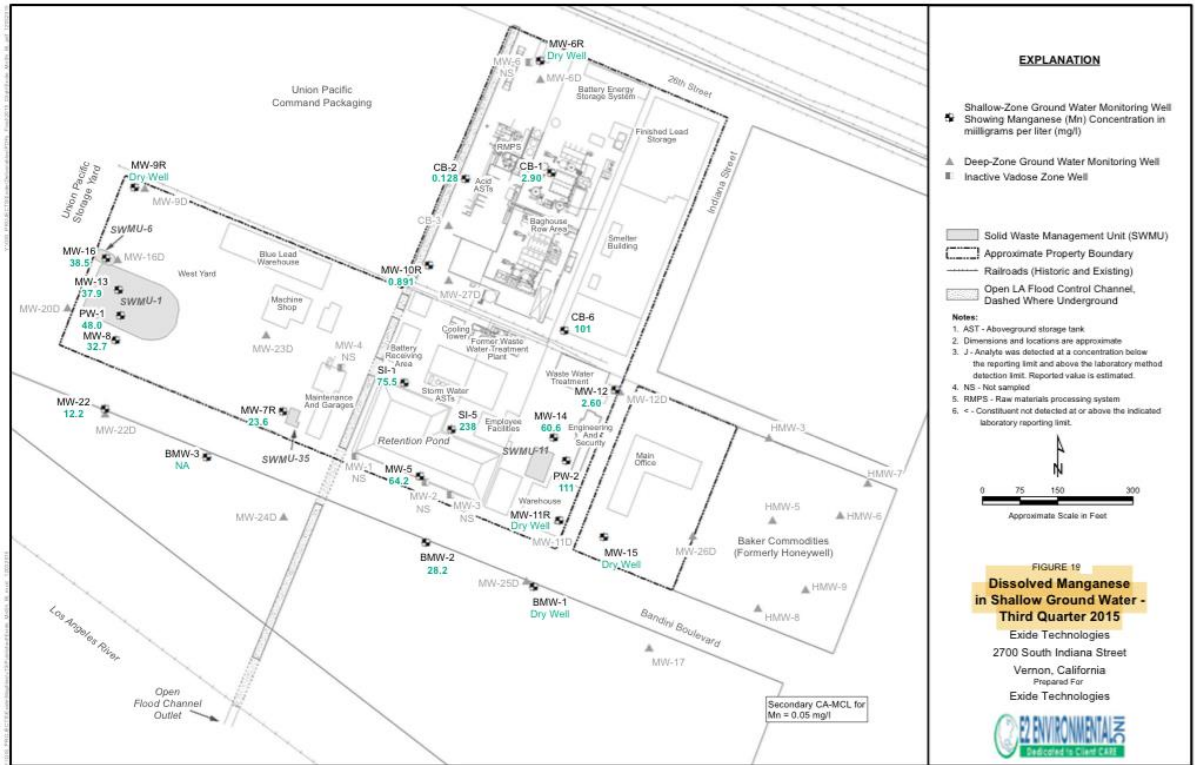 MW-6R
Dry Well
MW-6
NS
MW-6D
26th Street
Union Pacific
Command Packaging
Battery Energy
Storage System
RMPS
Finished Lead
Storage
MW-9R
Dry Well
MW-9D
Union Pacific
Storage Yard
CB-2
0.128
Acid
ASTs
CB-1
2.90
Indiana Street
SWMU-6
CB-3
Baghouse
Row Area
Smelter
Building
MW-16
38.5
MW-16D
West Yard
Blue Lead
Warehouse
MW-10R
0.891
MW-13
37.9
SWMU-1
MW-27D
MW-20D
PW-1
48.0
Machine
Shop
MW-8
32.7
MW-23D
CB-6
101
Cooling
Tower
Former Waste
Water-Treatment
Plant
MW-4
NS
Battery
Receiving
Area
SI-1
75.5
Waste Water
Treatment
MW-12
2.60
MW-12D
Storm Water
ASTs
Maintenance
And Garages
MW-22
12.2
MW-22D
MW-7R
23.6
SI-5
238
Employee
Facilities
MW-14
60.6
Engineering
And
Security
HMW-3
Retention Pond
BMW-3
NA
SWMU-35
SWMU-11
MW-1
NS
MW-5
64.2
PW-2
111
Main
Office
HMW-7
MW-2
NS
MW-3
NS
Warehouse
MW-24D
MW-11R
Dry Well
MW-11D
HMW-5
HMW-6
MW-15
Dry Well
MW-26D
Baker Commodities
(Formerly Honeywell)
BMW-2
28.2
MW-25D
BMW-1
Dry Well
HMW-9
HMW-8
Bandini Boulevard
MW-17
Los Angeles River
Open
Flood Channel
Outlet
Secondary CA-MCL for
Mn = 0.05 mg/l
EXPLANATION
Shallow-Zone Ground Water Monitoring Well
Showing Manganese (Mn) Concentration in
milligrams per liter (mg/l)
Deep-Zone Ground Water Monitoring Well
Inactive Vadose Zone Well
Solid Waste Management Unit (SWMU)
Approximate Property Boundary
Railroads (Historic and Existing)
Open LA Flood Control Channel,
Dashed Where Underground
Notes:
1. AST - Aboveground storage tank
2. Dimensions and locations are approximate
3. J - Analyte was detected at a concentration below
the reporting limit and above the laboratory method
detection limit. Reported value is estimated.
4. NS - Not sampled
5. RMPS - Raw materials processing system
6. < - Constituent not detected at or above the indicated
laboratory reporting limit.
N
0 75 150 300
Approximate Scale in Feet
FIGURE 19
Dissolved Manganese
in Shallow Ground Water -
Third Quarter 2015
Exide Technologies
2700 South Indiana Street
Vernon, California
Prepared For
Exide Technologies
E2 ENVIRONMENTAL INC
Dedicated to Client CARE